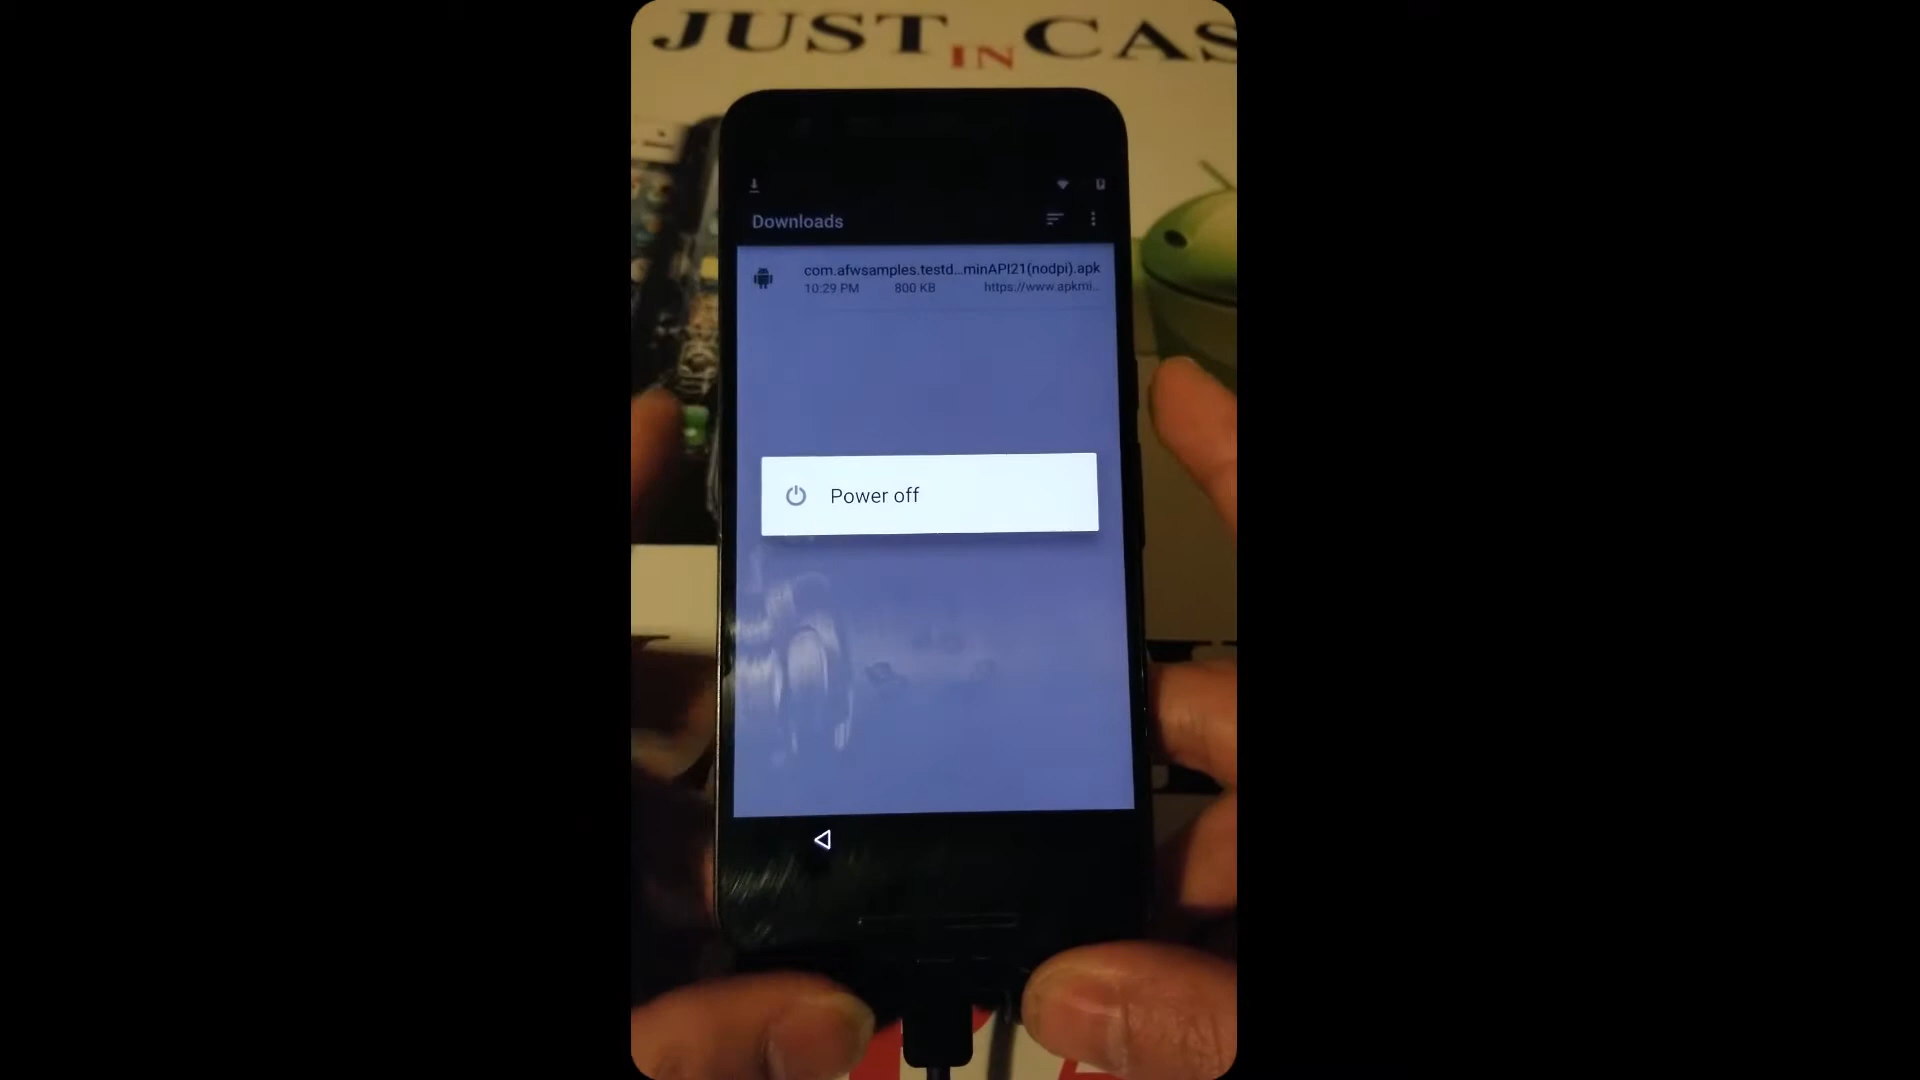 JUST IN CAS
Downloads
com.afwsamples.testd...minAPI21(nodpi).apk
10:29 PM 800 KB https://www.apkmi...
Power off